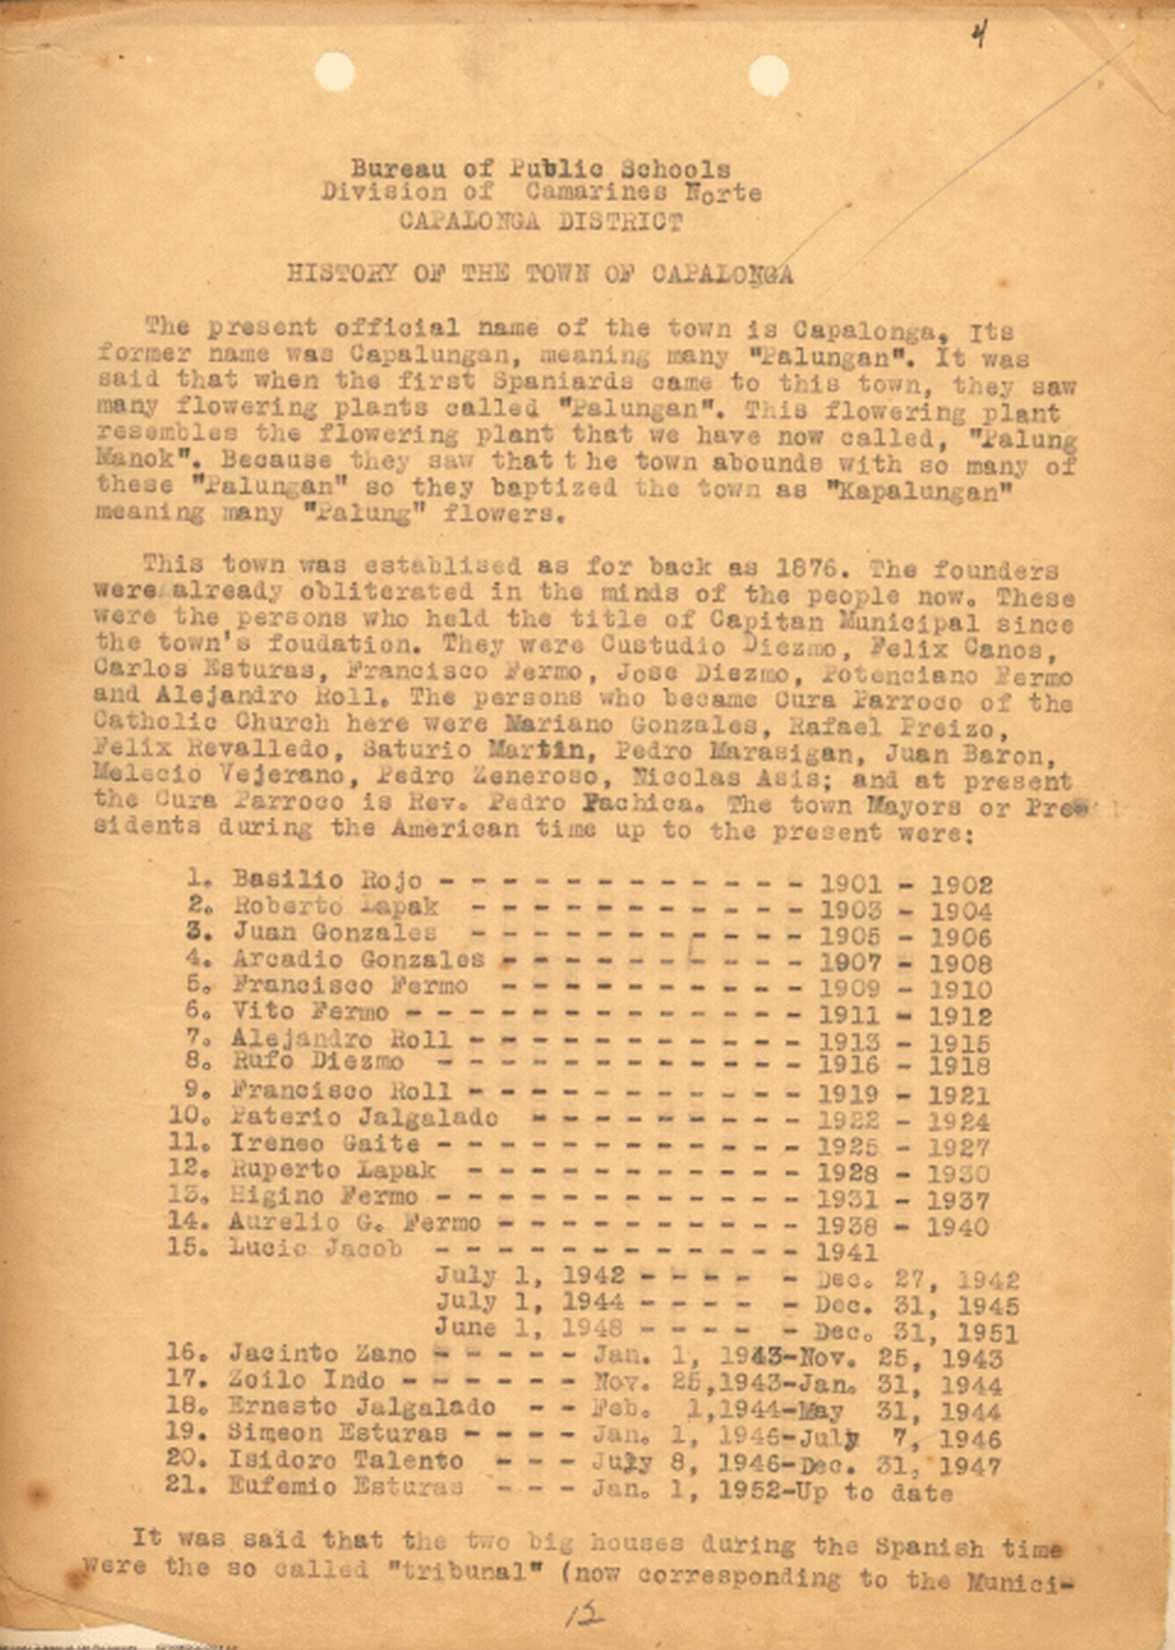 4
Bureau of Public Schools
Division of Camarines Norte
CAPALONGA DISTRICT
HISTORY OF THE TOWN OF CAPALONGA
The present official name of the town is Capalonga. Its
former name was Capalungan, meaning many "Palungan". It was
said that when the first Spaniards came to this town, they saw
many flowering plants called "Palungan". This flowering plant
resembles the flowering plant that we have now called, "Palung
Manok". Because they saw that t he town abounds with so many of
these "Palungan" so they baptized the town as "Kapalungan"
meaning many "Palung" flowers.
This town was establised as for back as 1876. The founders
were already obliterated in the minds of the people now. These
were the persons who held the title of Capitan Municipal since
the town's foudation. They were Custudio Diezmo, Felix Canos,
Carlos Esturas, Francisco Fermo, Jose Diezmo, Potenciano Fermo
and Alejandro Roll. The persons who became Cura Parroco of the
Catholic Church here were Mariano Gonzales, Rafael Preizo,
Felix Revalledo, Saturio Martin, Pedro Marasigan, Juan Baron,
Melecio Vejerano, Pedro Zeneroso, Nicolas Asis; and at present
the Cura Parroco is Rev. Pedro Pachica. The town Mayors or Pre-
sidents during the American time up to the present were:
1. Basilio Rojo - - - - - - - - - - - - 1901 - 1902
2. Roberto Lapak - - - - - - - - - - - 1903 - 1904
3. Juan Gonzales - - - - - - - - - - - 1905 - 1906
4. Arcadio Gonzales - - - - - - - - - - 1907 - 1908
5. Francisco Fermo - - - - - - - - - - 1909 - 1910
6. Vito Fermo - - - - - - - - - - - - - 1911 - 1912
7. Alejandro Roll - - - - - - - - - - - 1913 - 1915
8. Rufo Diezmo - - - - - - - - - - - - 1916 - 1918
9. Francisco Roll - - - - - - - - - - - 1919 - 1921
10. Paterio Jalgalado - - - - - - - - - 1922 - 1924
11. Ireneo Gaite - - - - - - - - - - - - 1925 - 1927
12. Ruperto Lapak - - - - - - - - - - - 1928 - 1930
13. Higino Fermo - - - - - - - - - - - - 1931 - 1937
14. Aurelio G. Fermo - - - - - - - - - - 1938 - 1940
15. Lucio Jacob - - - - - - - - - - - - 1941
July 1, 1942 - - - - - Dec. 27, 1942
July 1, 1944 - - - - - Dec. 31, 1945
June 1, 1948 - - - - - Dec. 31, 1951
16. Jacinto Zano - - - - - Jan. 1, 1943-Nov. 25, 1943
17. Zoilo Indo - - - - - - Nov. 25,1943-Jan. 31, 1944
18. Ernesto Jalgalado - - Feb. 1,1944-May 31, 1944
19. Simeon Esturas - - - - Jan. 1, 1946-July 7, 1946
20. Isidoro Talento - - - July 8, 1946-Dec. 31, 1947
21. Eufemio Esturas - - - Jan. 1, 1952-Up to date
It was said that the two big houses during the Spanish time
were the so called "tribunal" (now corresponding to the Munici-